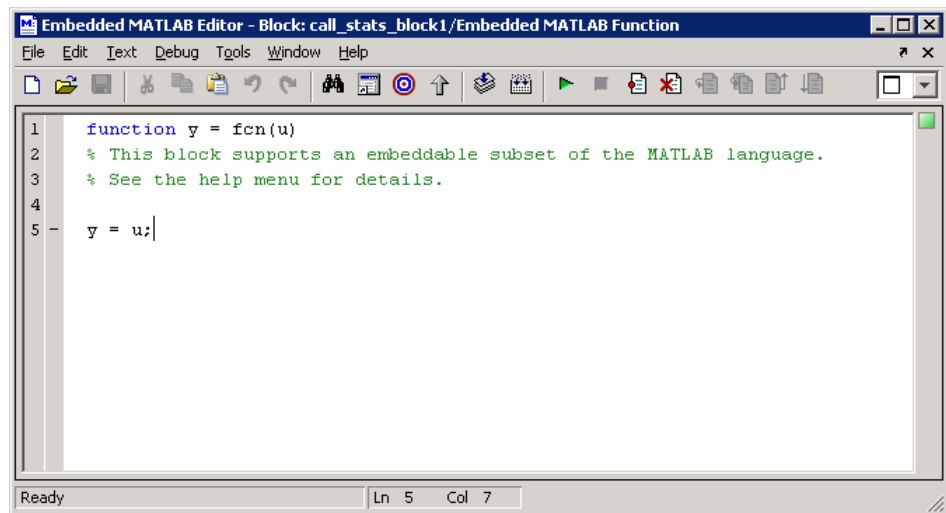 Embedded MATLAB Editor - Block: call_stats_block1/Embedded MATLAB Function
File Edit Text Debug Tools Window Help
1 function y = fcn(u)
2 % This block supports an embeddable subset of the MATLAB language.
3 % See the help menu for details.
4
5 - y = u;
Ready Ln 5 Col 7